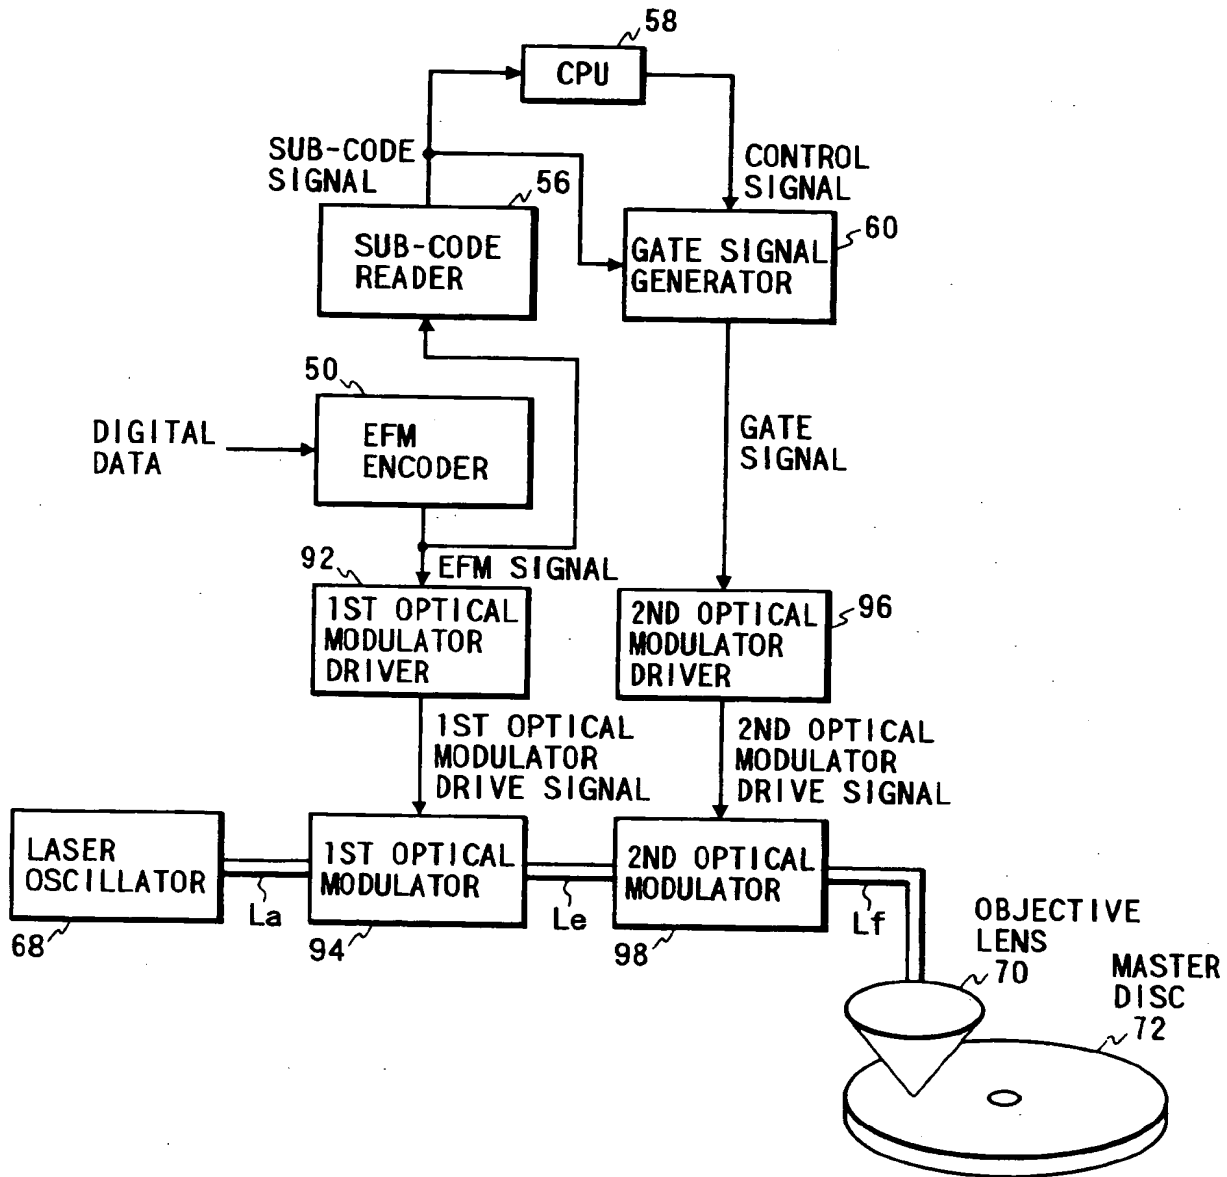 58
CPU
SUB-CODE
SIGNAL
CONTROL
SIGNAL
56
SUB-CODE
READER
60
GATE SIGNAL
GENERATOR
50
EFM
ENCODER
DIGITAL
DATA
GATE
SIGNAL
EFM SIGNAL
92
1ST OPTICAL
MODULATOR
DRIVER
96
2ND OPTICAL
MODULATOR
DRIVER
1ST OPTICAL
MODULATOR
DRIVE SIGNAL
2ND OPTICAL
MODULATOR
DRIVE SIGNAL
LASER
OSCILLATOR
68
La
1ST OPTICAL
MODULATOR
94
Le
2ND OPTICAL
MODULATOR
98
Lf
OBJECTIVE
LENS
70
MASTER
DISC
72